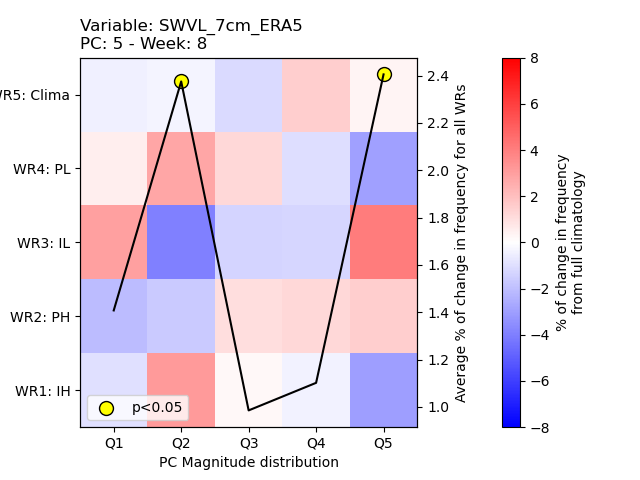 Variable: SWVL_7cm_ERA5
PC: 5 - Week: 8
WR5: Clima
WR4: PL
WR3: IL
WR2: PH
WR1: IH
p<0.05
Q1 Q2 Q3 Q4 Q5
PC Magnitude distribution
2.4
2.2
2.0
1.8
1.6
1.4
1.2
1.0
Average % of change in frequency for all WRs
8
6
4
2
0
−2
−4
−6
−8
% of change in frequency
from full climatology